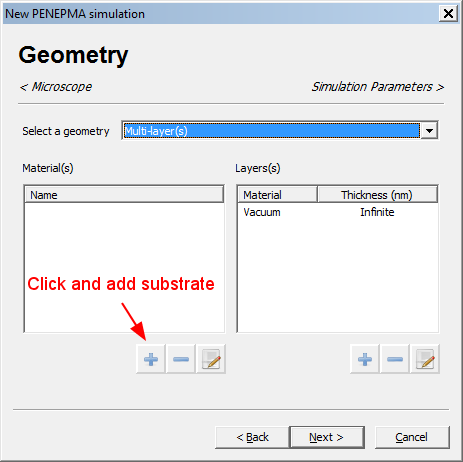 New PENEPMA simulation
Geometry
< Microscope
Simulation Parameters >
Select a geometry
Multi-layer(s)
Material(s)
Layers(s)
Name
Material
Thickness (nm)
Vacuum
Infinite
Click and add substrate
< Back
Next >
Cancel